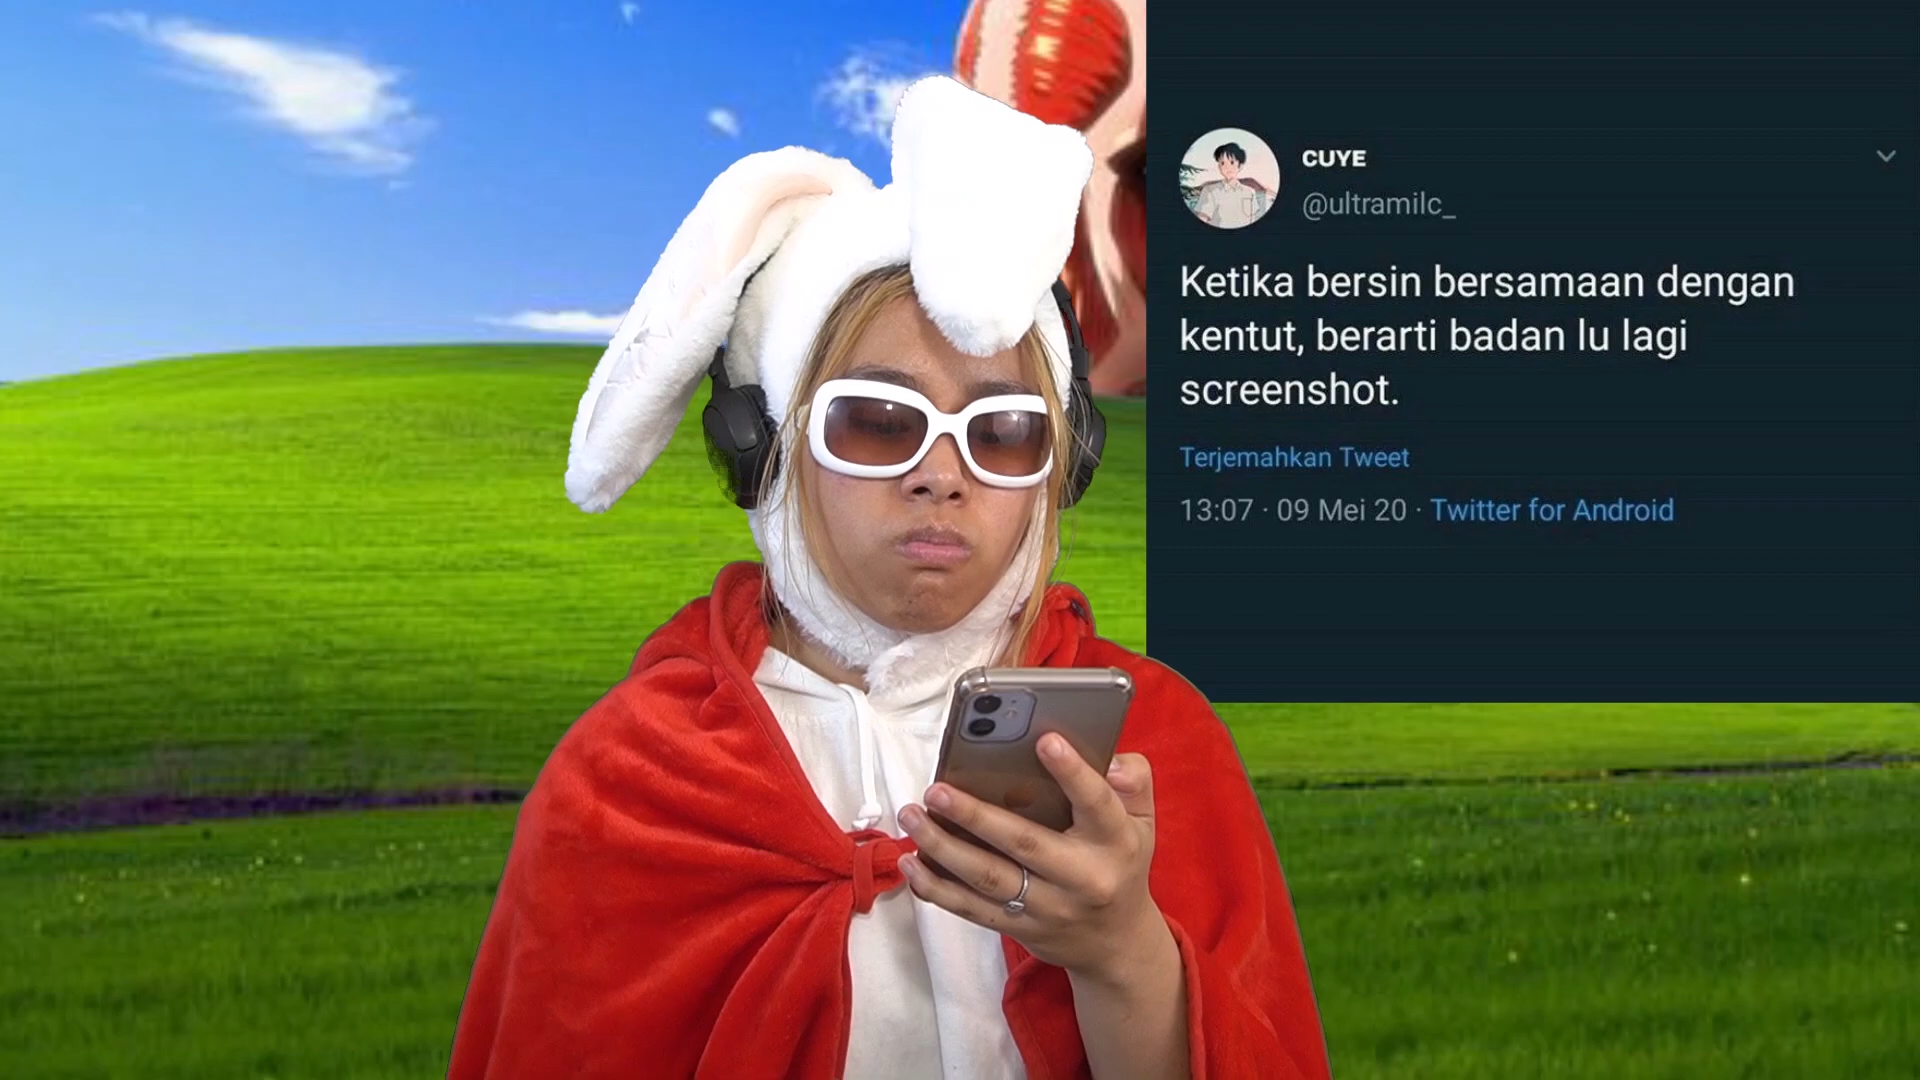 CUYE
@ultramilc_
Ketika bersin bersamaan dengan
kentut, berarti badan lu lagi
screenshot.
Terjemahkan Tweet
13:07 · 09 Mei 20 · Twitter for Android